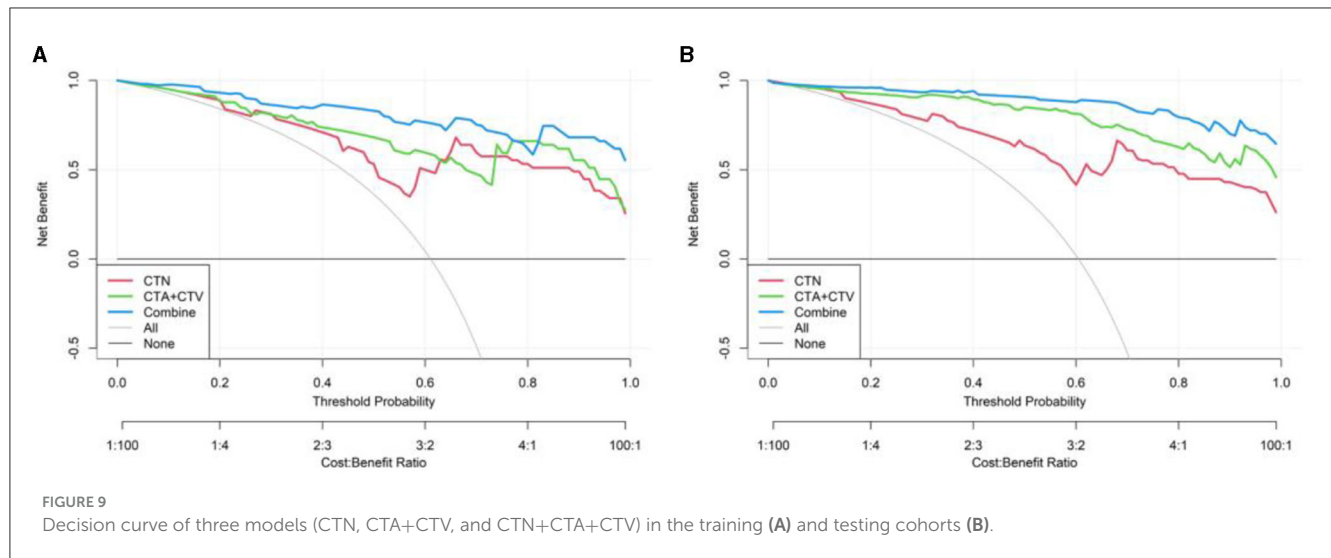 A
1.0
0.5
0.0
-0.5
Net Benefit
CTN
CTA+CTV
Combine
All
None
0.0 0.2 0.4 0.6 0.8 1.0
Threshold Probability
1:100 1:4 2:3 3:2 4:1 100:1
Cost:Benefit Ratio
B
1.0
0.5
0.0
-0.5
Net Benefit
CTN
CTA+CTV
Combine
All
None
0.0 0.2 0.4 0.6 0.8 1.0
Threshold Probability
1:100 1:4 2:3 3:2 4:1 100:1
Cost:Benefit Ratio
FIGURE 9
Decision curve of three models (CTN, CTA+CTV, and CTN+CTA+CTV) in the training (A) and testing cohorts (B).